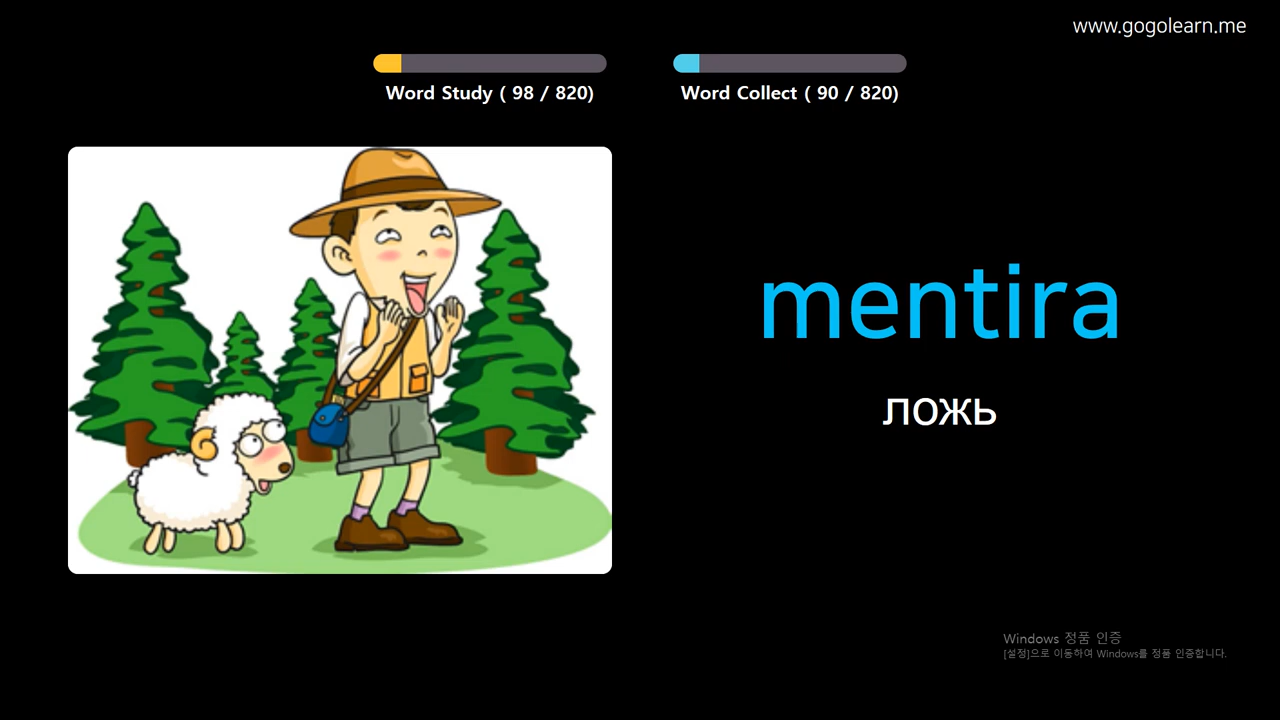 www.gogolearn.me
Word Study ( 98 / 820)
Word Collect ( 90 / 820)
mentira
ложь
Windows 정품 인증
[설정]으로 이동하여 Windows를 정품 인증합니다.